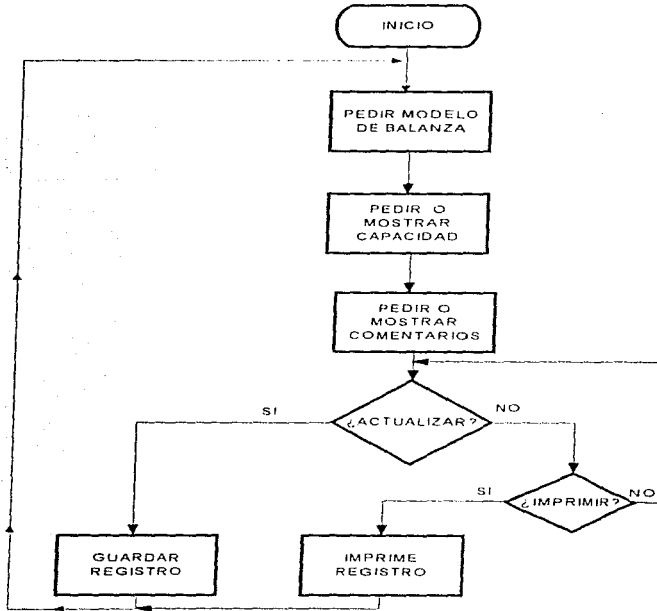 INICIO
PEDIR MODELO
DE BALANZA
PEDIR O
MOSTRAR
CAPACIDAD
PEDIR O
MOSTRAR
COMENTARIOS
SI
¿ACTUALIZAR?
NO
SI
¿IMPRIMIR?
NO
GUARDAR
REGISTRO
IMPRIME
REGISTRO